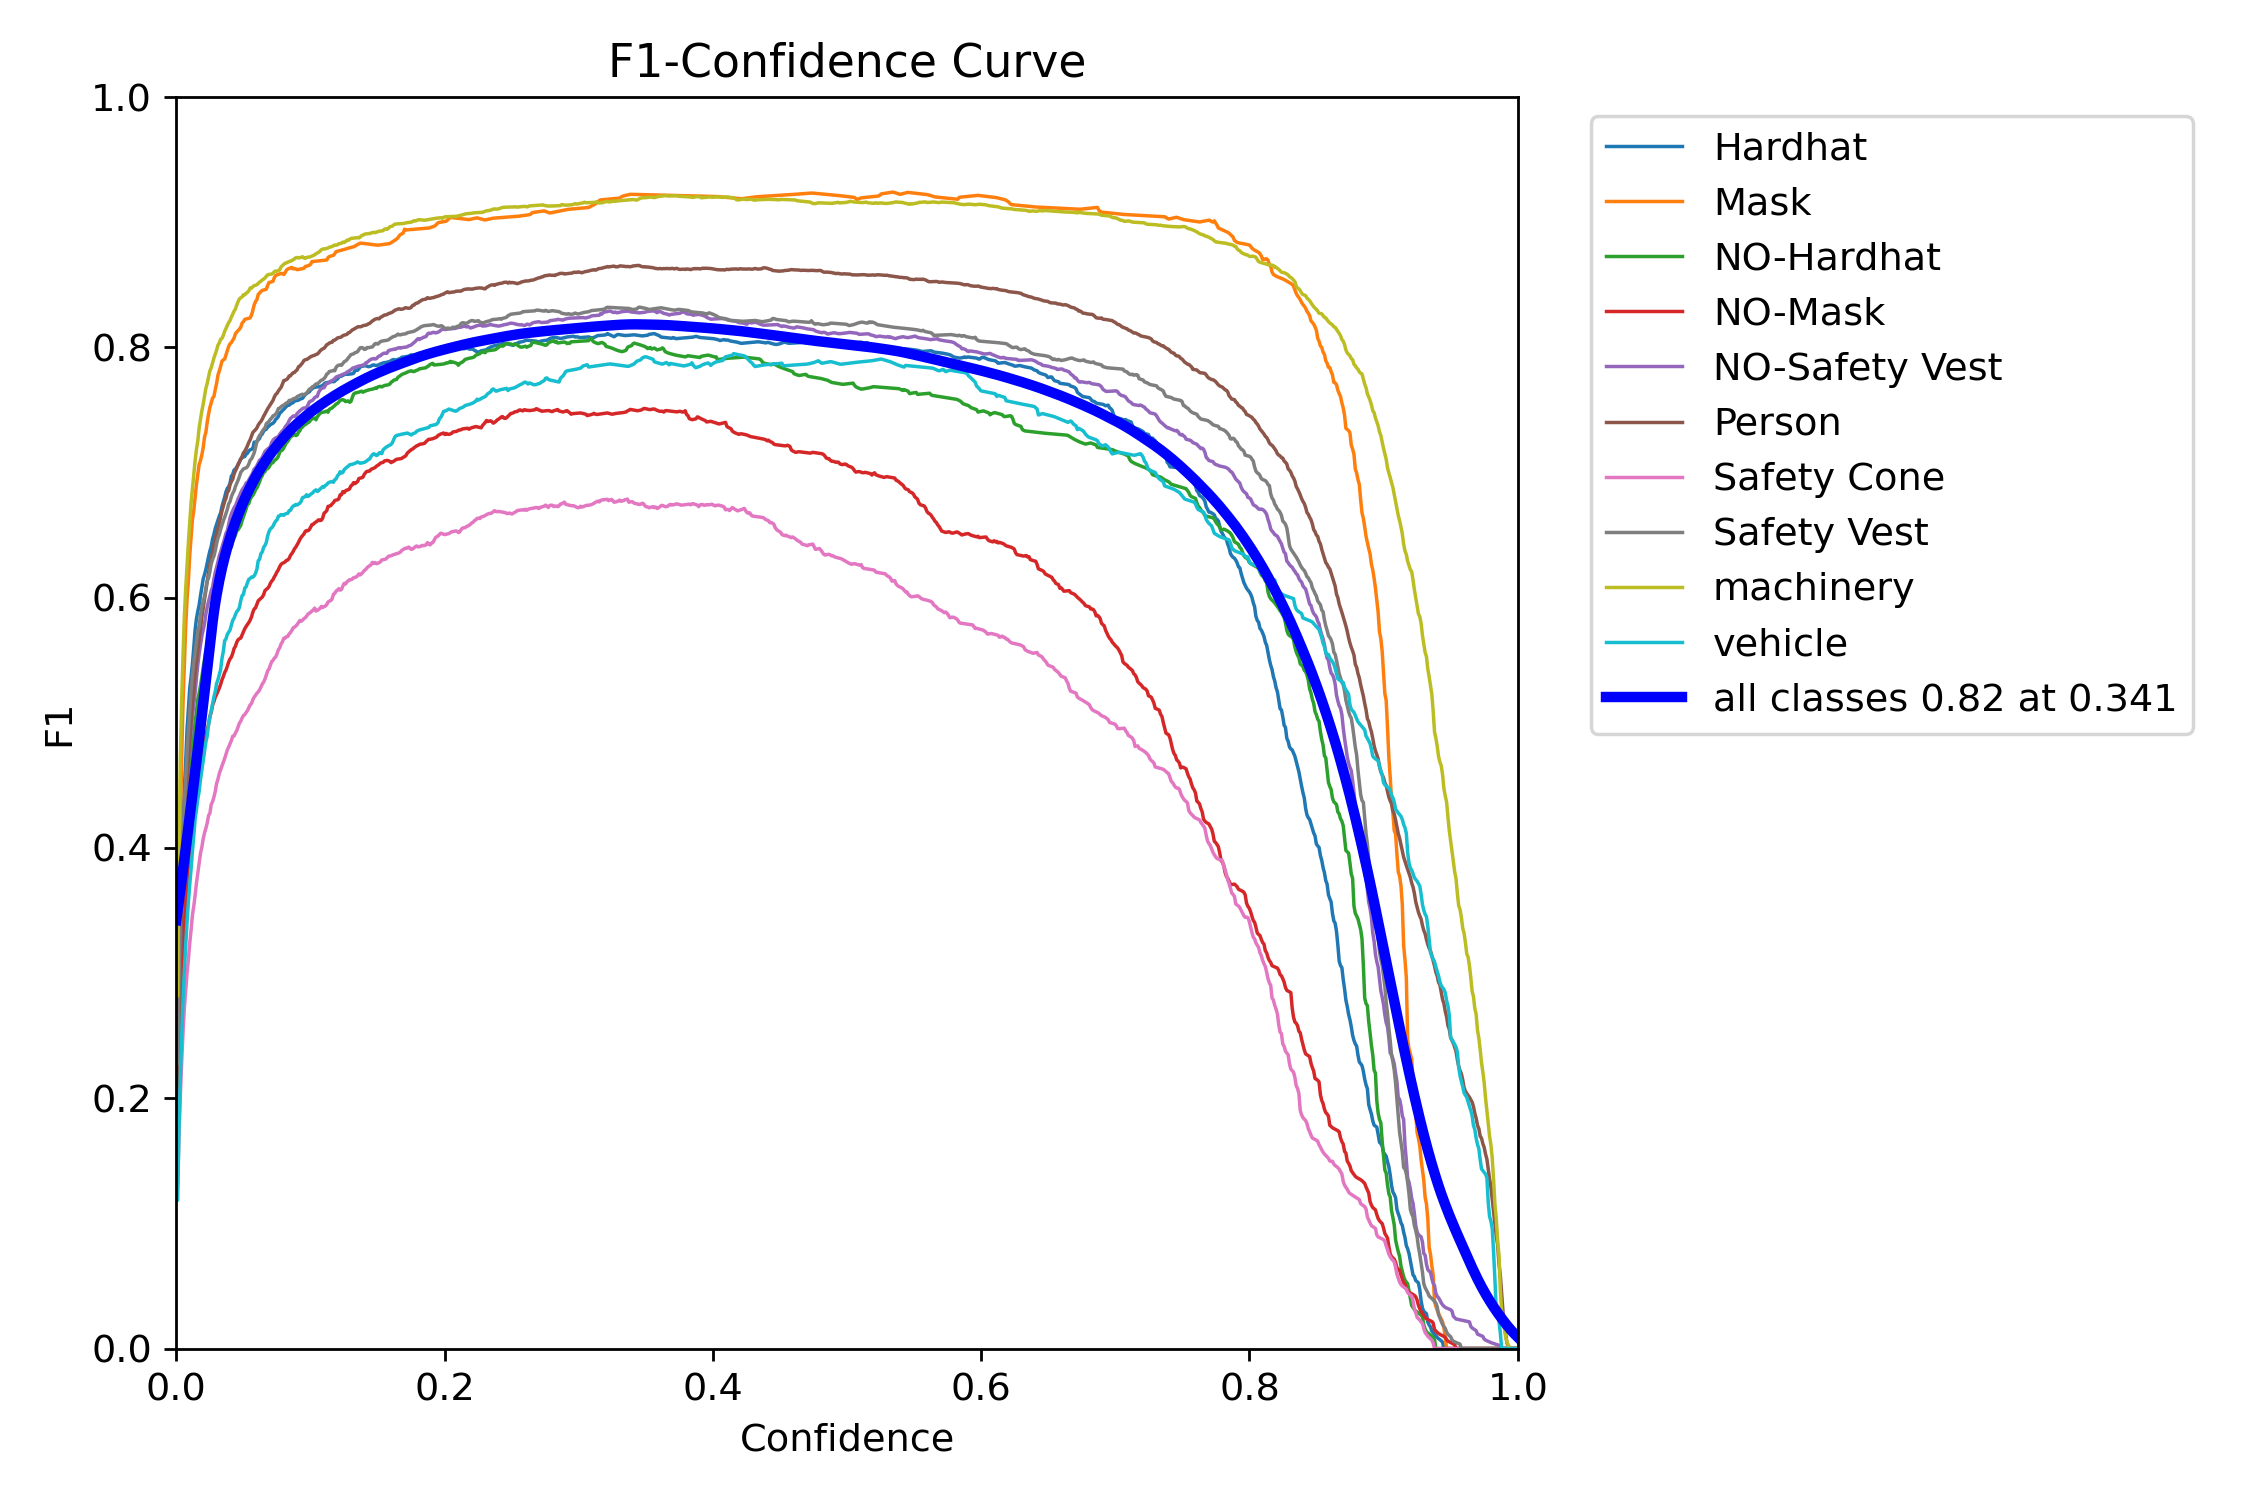 F1-Confidence Curve
1.0
0.8
0.6
0.4
0.2
0.0
F1
0.0 0.2 0.4 0.6 0.8 1.0
Confidence
Hardhat
Mask
NO-Hardhat
NO-Mask
NO-Safety Vest
Person
Safety Cone
Safety Vest
machinery
vehicle
all classes 0.82 at 0.341